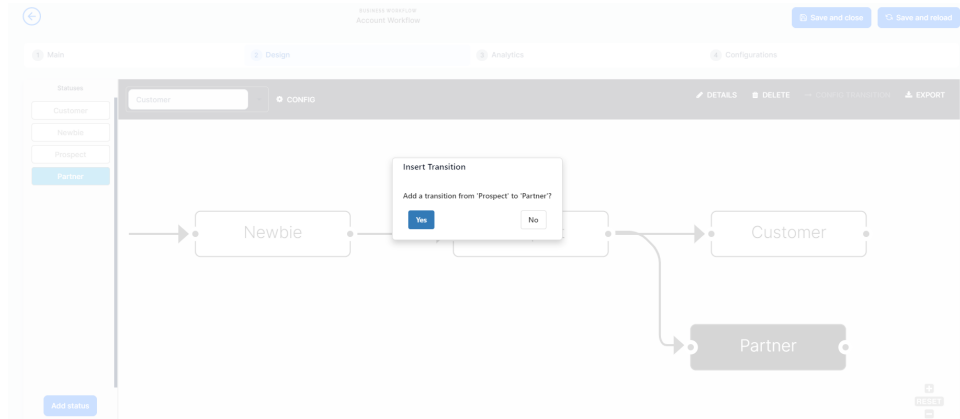 BUSINESS WORKFLOW
Account Workflow
Save and close
Save and reload
1 Main
2 Design
3 Analytics
4 Configurations
Statuses
Customer
Newbie
Prospect
Partner
Add status
Customer
CONFIG
DETAILS
DELETE
EXPORT
Insert Transition
Add a transition from 'Prospect' to 'Partner'?
Yes
No
Newbie
Customer
Partner
RESET